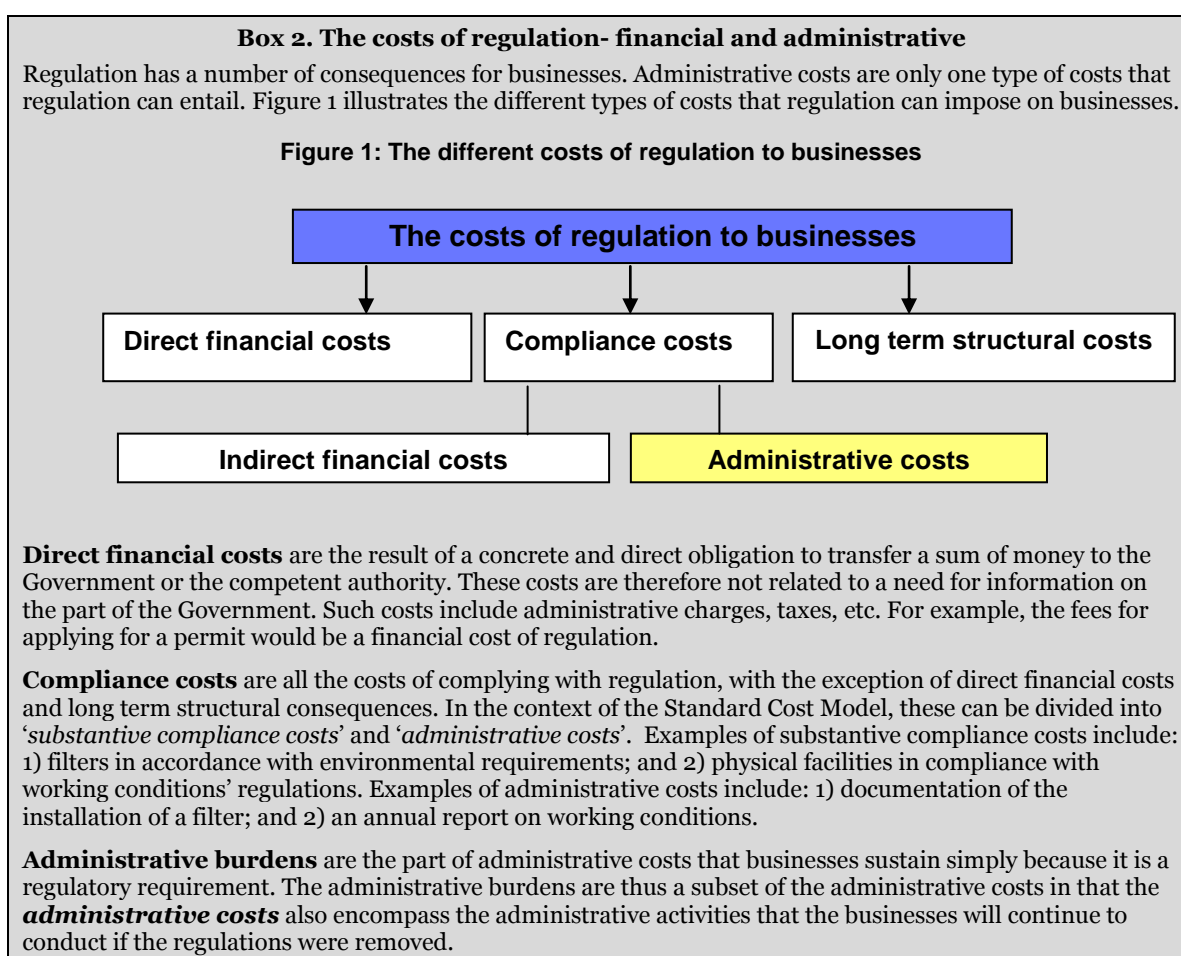 Box 2. The costs of regulation- financial and administrative
Regulation has a number of consequences for businesses. Administrative costs are only one type of costs that
regulation can entail. Figure 1 illustrates the different types of costs that regulation can impose on businesses.
Figure 1: The different costs of regulation to businesses
The costs of regulation to businesses
Direct financial costs
Compliance costs
Long term structural costs
Indirect financial costs
Administrative costs
Direct financial costs are the result of a concrete and direct obligation to transfer a sum of money to the
Government or the competent authority. These costs are therefore not related to a need for information on
the part of the Government. Such costs include administrative charges, taxes, etc. For example, the fees for
applying for a permit would be a financial cost of regulation.
Compliance costs are all the costs of complying with regulation, with the exception of direct financial costs
and long term structural consequences. In the context of the Standard Cost Model, these can be divided into
‘substantive compliance costs’ and ‘administrative costs’. Examples of substantive compliance costs include:
1) filters in accordance with environmental requirements; and 2) physical facilities in compliance with
working conditions’ regulations. Examples of administrative costs include: 1) documentation of the
installation of a filter; and 2) an annual report on working conditions.
Administrative burdens are the part of administrative costs that businesses sustain simply because it is a
regulatory requirement. The administrative burdens are thus a subset of the administrative costs in that the
administrative costs also encompass the administrative activities that the businesses will continue to
conduct if the regulations were removed.